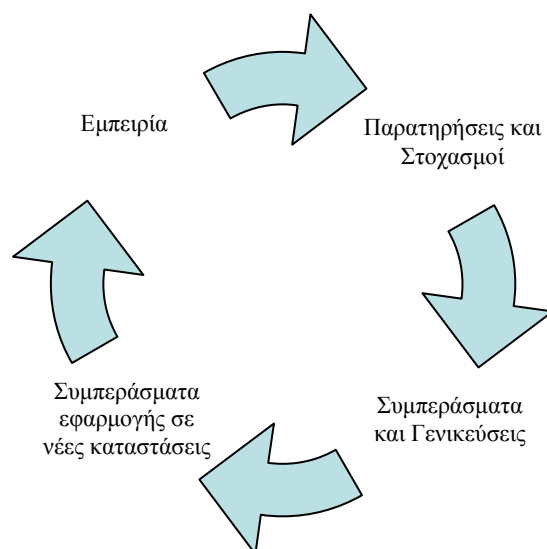 Εμπειρία
Παρατηρήσεις και
Στοχασμοί
Συμπεράσματα
και Γενικεύσεις
Συμπεράσματα
εφαρμογής σε
νέες καταστάσεις